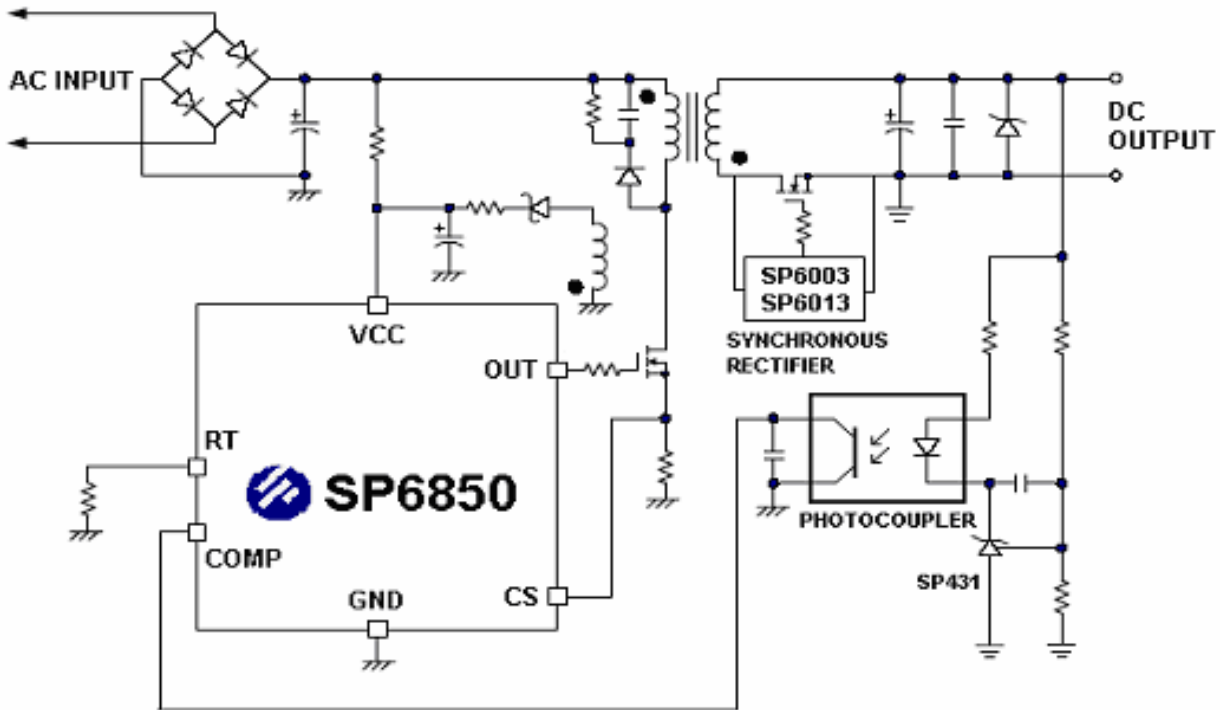 AC INPUT
DC
OUTPUT
SP6003
SP6013
SYNCHRONOUS
RECTIFIER
VCC
OUT
RT
SP6850
COMP
GND
CS
PHOTOCOUPLER
SP431